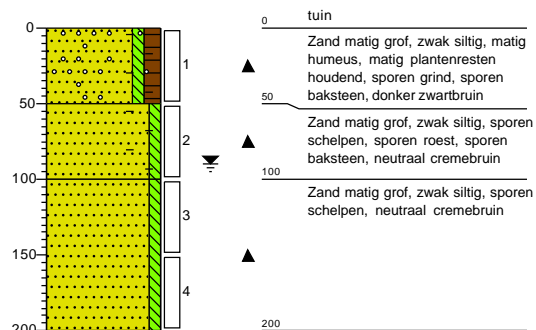 0
50
100
150
200
1
2
3
4
0
tuin
Zand matig grof, zwak siltig, matig
humeus, matig plantenresten
houdend, sporen grind, sporen
baksteen, donker zwartbruin
50
Zand matig grof, zwak siltig, sporen
schelpen, sporen roest, sporen
baksteen, neutraal cremebruin
100
Zand matig grof, zwak siltig, sporen
schelpen, neutraal cremebruin
200